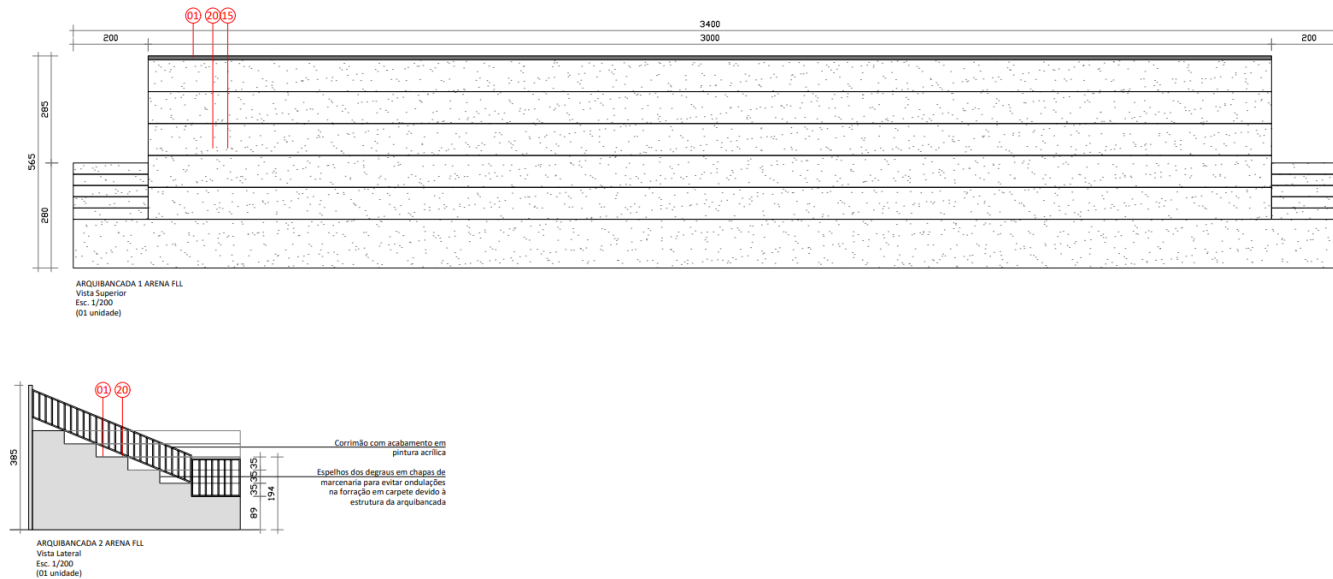 01 20 15
3400
200 3000 200
285
565
280
ARQUIBANCADA 1 ARENA FLL
Vista Superior
Esc. 1/200
(01 unidade)
01 20
385
Corrimão com acabamento em
pintura acrílica
Espelhos dos degraus em chapas de
marcenaria para evitar ondulações
na forração em carpete devido à
estrutura da arquibancada
35
35
35
194
89
ARQUIBANCADA 2 ARENA FLL
Vista Lateral
Esc. 1/200
(01 unidade)